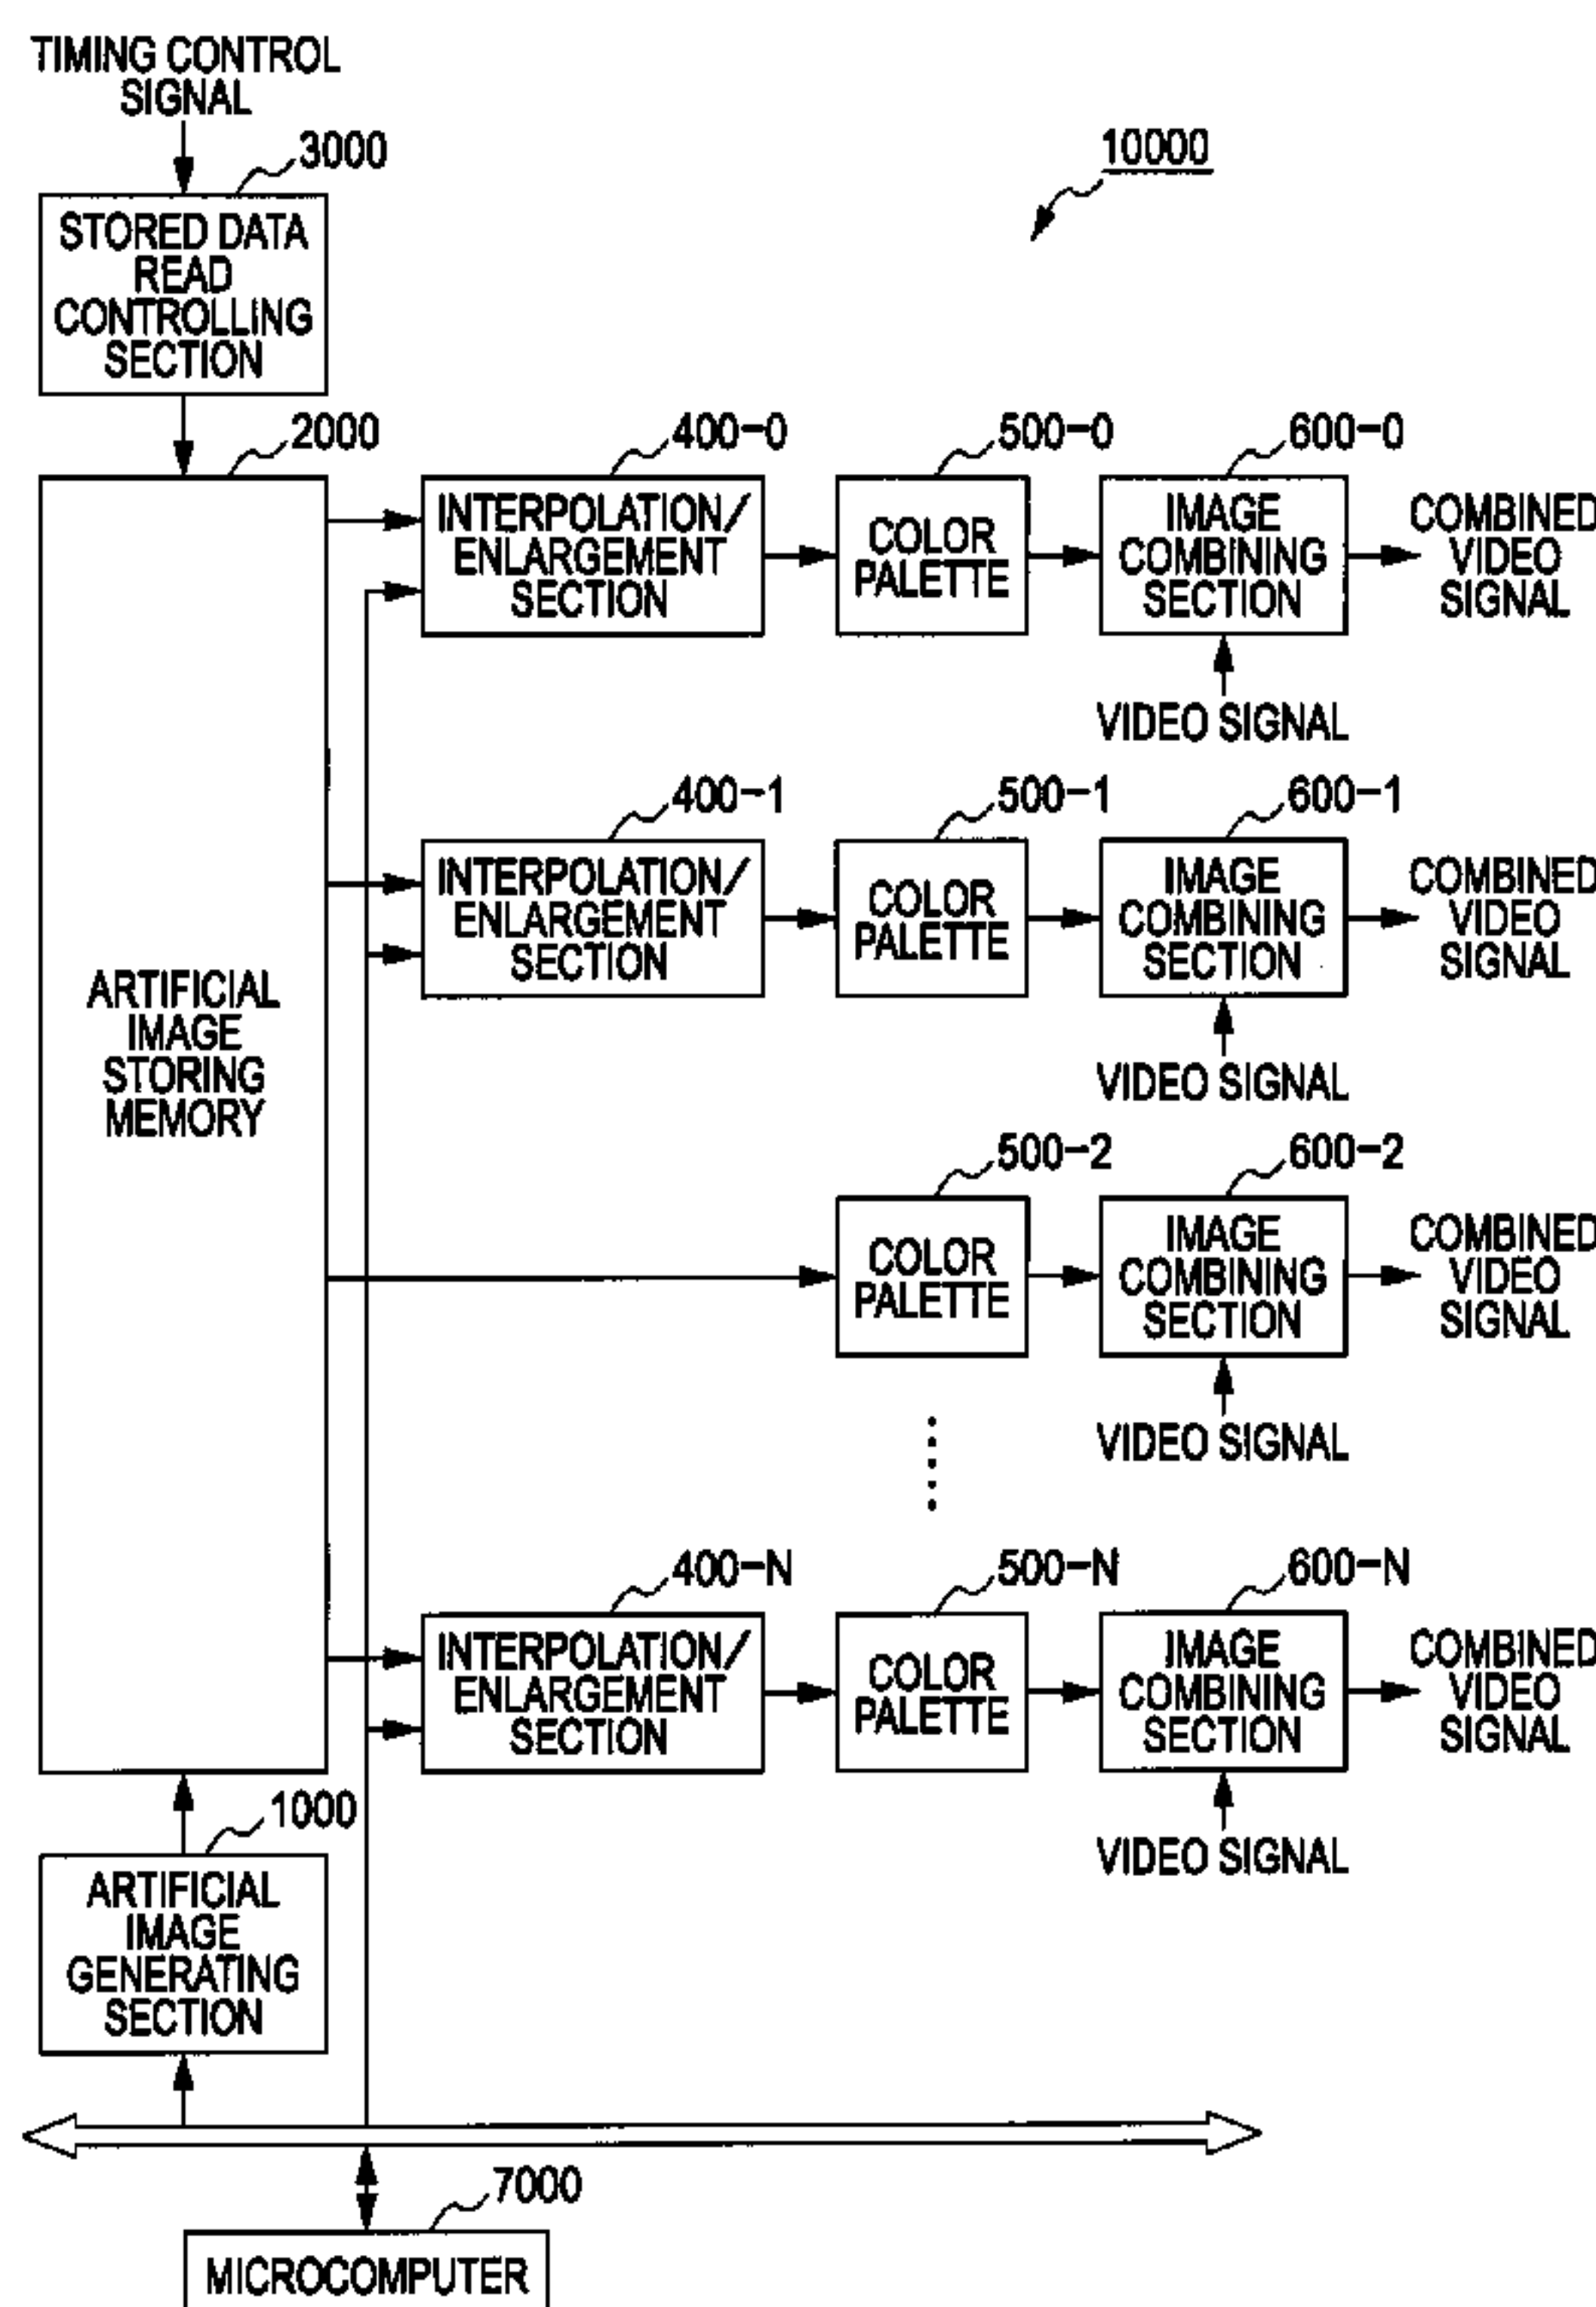 TIMING CONTROL
SIGNAL
3000
10000
STORED DATA
READ
CONTROLLING
SECTION
2000
400-0
500-0
600-0
INTERPOLATION/
ENLARGEMENT
SECTION
COLOR
PALETTE
IMAGE
COMBINING
SECTION
COMBINED
VIDEO
SIGNAL
VIDEO SIGNAL
400-1
500-1
600-1
INTERPOLATION/
ENLARGEMENT
SECTION
COLOR
PALETTE
IMAGE
COMBINING
SECTION
COMBINED
VIDEO
SIGNAL
VIDEO SIGNAL
ARTIFICIAL
IMAGE
STORING
MEMORY
500-2
600-2
COLOR
PALETTE
IMAGE
COMBINING
SECTION
COMBINED
VIDEO
SIGNAL
VIDEO SIGNAL
400-N
500-N
600-N
INTERPOLATION/
ENLARGEMENT
SECTION
COLOR
PALETTE
IMAGE
COMBINING
SECTION
COMBINED
VIDEO
SIGNAL
VIDEO SIGNAL
1000
ARTIFICIAL
IMAGE
GENERATING
SECTION
7000
MICROCOMPUTER